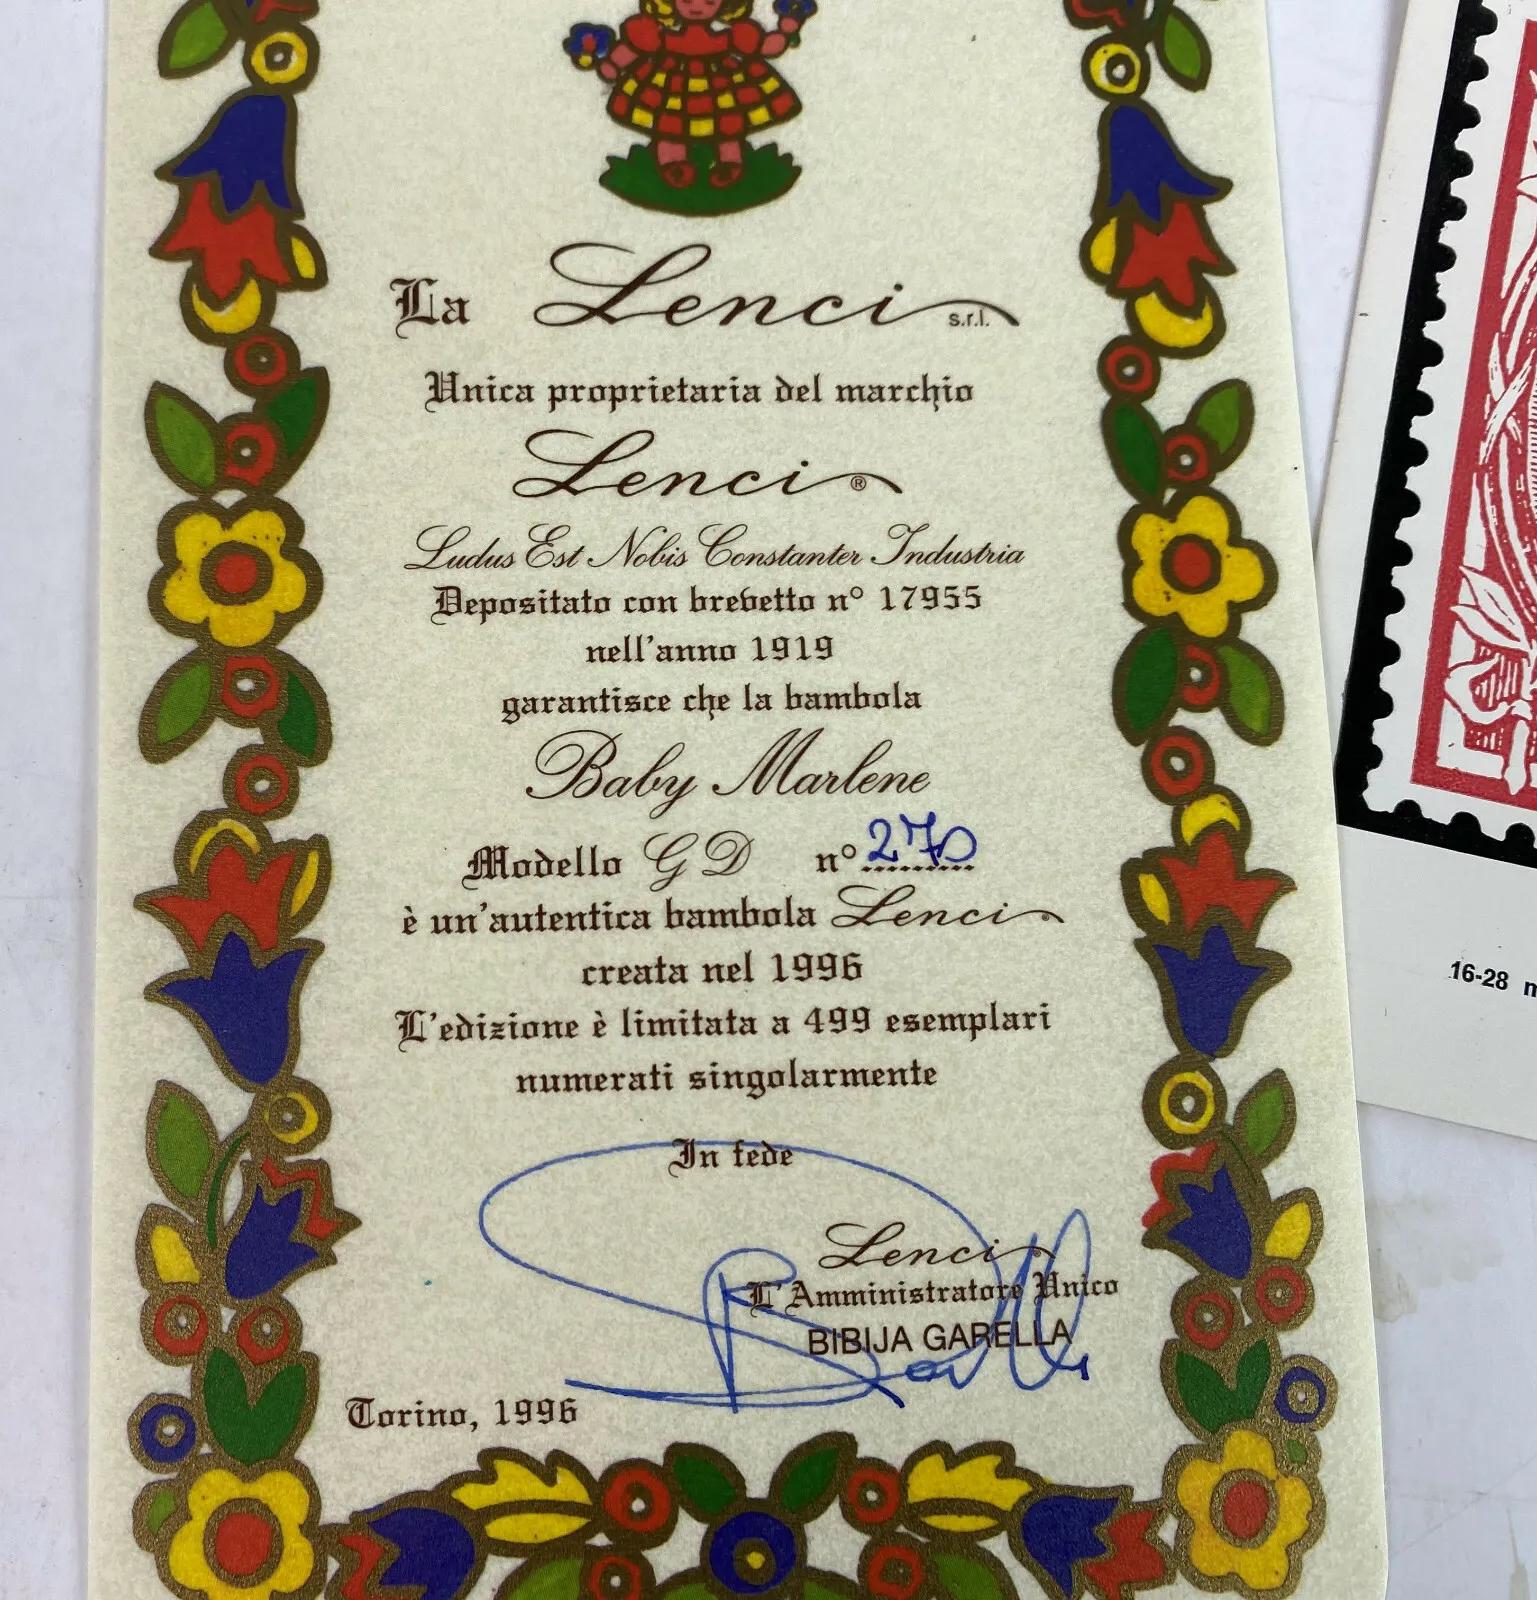 La Lenci s.r.l.
Unica proprietaria del marchio
Lenci ®
Ludus Est Nobis Constanter Industria
Depositato con brevetto n° 17955
nell'anno 1919
garantisce che la bambola
Baby Marlene
Modello G D n° 270
è un'autentica bambola Lenci
creata nel 1996
L'edizione è limitata a 499 esemplari
numerati singolarmente
In fede
Lenci
L'Amministratore Unico
BIBIJA GARELLA
Torino, 1996
16-28